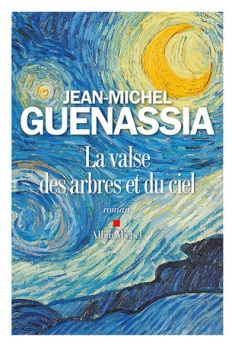 JEAN-MICHEL
GUENASSIA
La valse
des arbres et du ciel
roman
Albin Michel